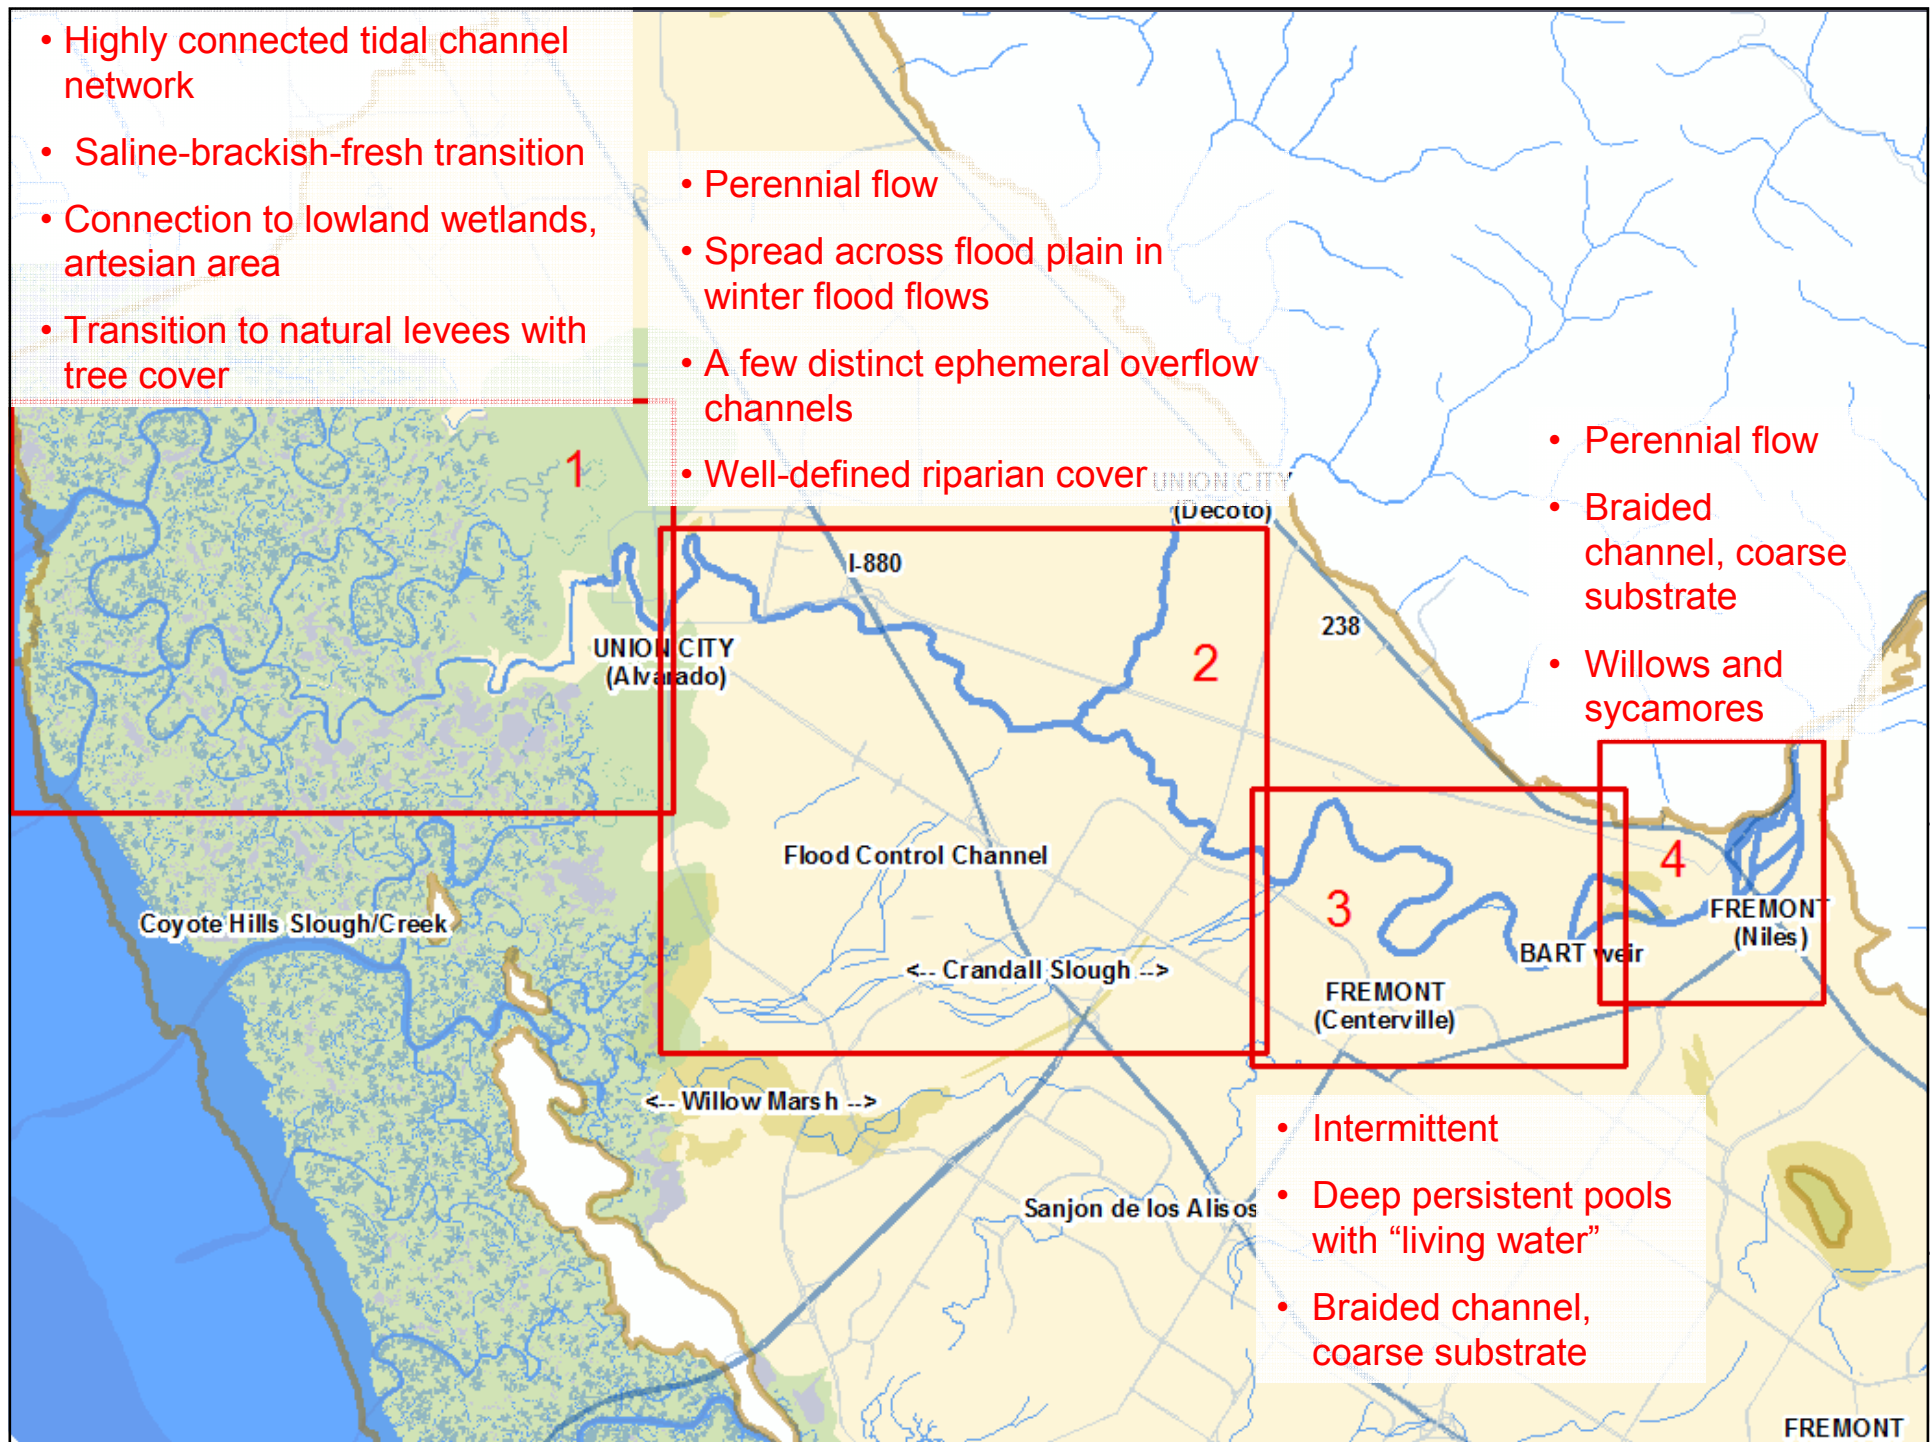 • Highly connected tidal channel
network
• Saline-brackish-fresh transition
• Connection to lowland wetlands,
artesian area
• Transition to natural levees with
tree cover
• Perennial flow
• Spread across flood plain in
winter flood flows
• A few distinct ephemeral overflow
channels
• Well-defined riparian cover
• Perennial flow
• Braided
channel, coarse
substrate
• Willows and
sycamores
1
UNION CITY
(Decoto)
I-880
238
2
UNION CITY
(Alvarado)
Flood Control Channel
4
3
FREMONT
(Niles)
Coyote Hills Slough/Creek
BART weir
<-- Crandall Slough -->
FREMONT
(Centerville)
<-- Willow Marsh -->
• Intermittent
• Deep persistent pools
with “living water”
• Braided channel,
coarse substrate
Sanjon de los Alisos
FREMONT